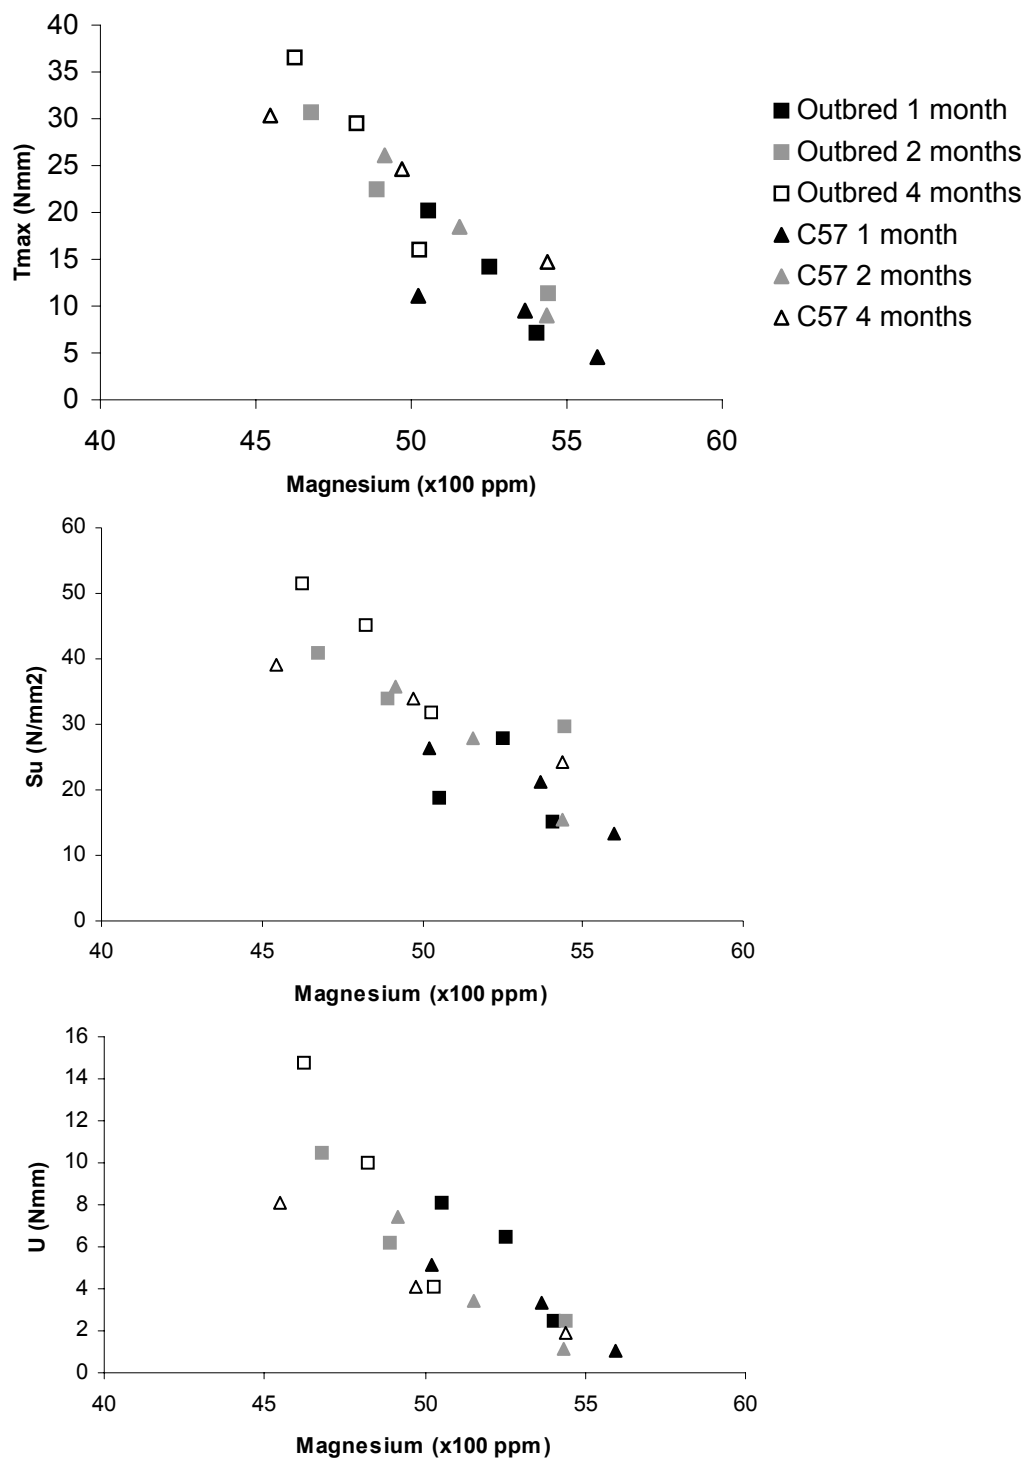 40
35
30
25
20
15
10
5
0
Tmax (Nmm)
40 45 50 55 60
Magnesium (x100 ppm)
Outbred 1 month
Outbred 2 months
Outbred 4 months
C57 1 month
C57 2 months
C57 4 months
60
50
40
30
20
10
0
Su (N/mm2)
40 45 50 55 60
Magnesium (x100 ppm)
16
14
12
10
8
6
4
2
0
U (Nmm)
40 45 50 55 60
Magnesium (x100 ppm)